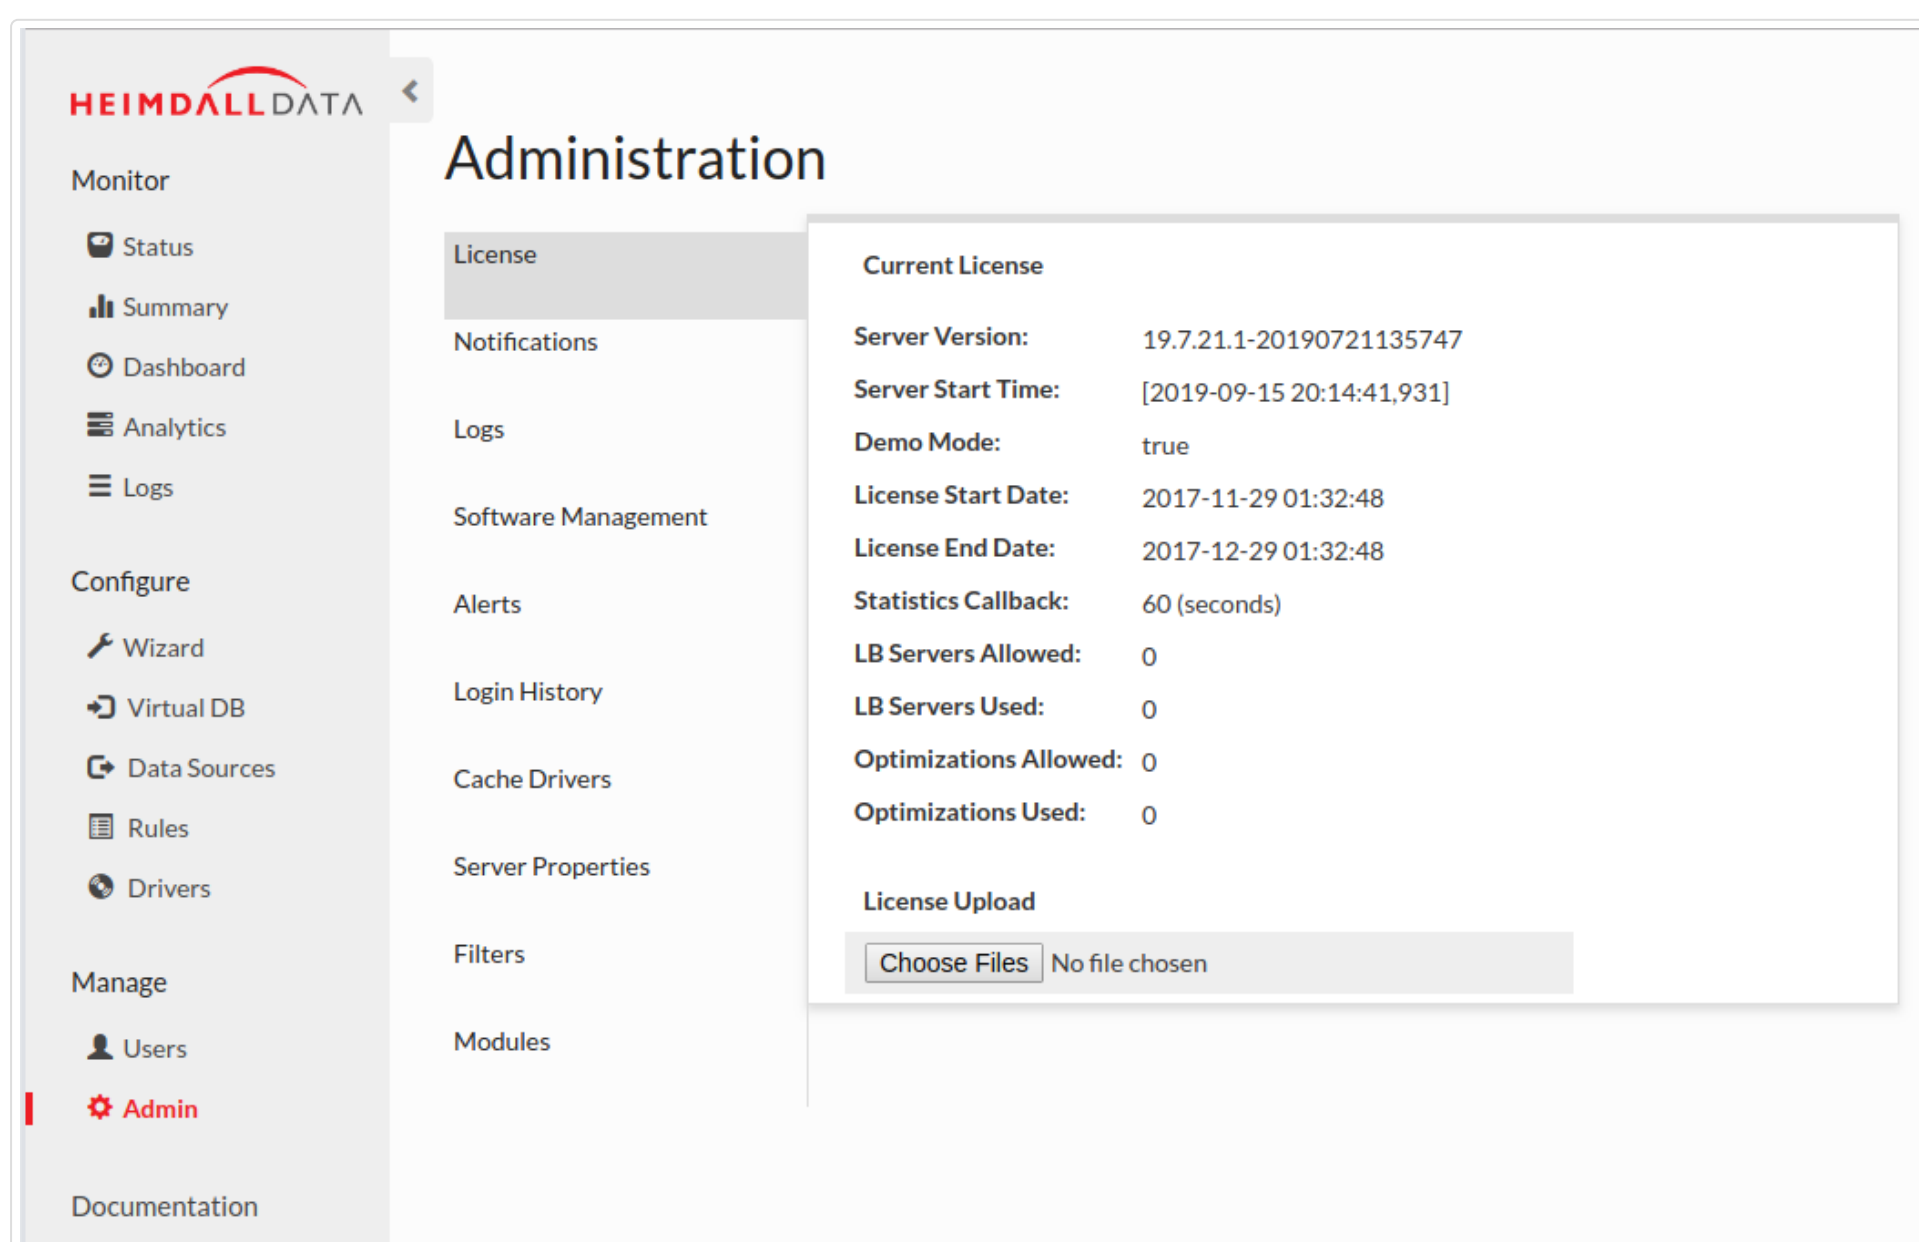 HEIMDALLDATA
Monitor
Status
Summary
Dashboard
Analytics
Logs
Configure
Wizard
Virtual DB
Data Sources
Rules
Drivers
Manage
Users
Admin
Documentation
Administration
License
Notifications
Logs
Software Management
Alerts
Login History
Cache Drivers
Server Properties
Filters
Modules
Current License
Server Version: 19.7.21.1-20190721135747
Server Start Time: [2019-09-15 20:14:41,931]
Demo Mode: true
License Start Date: 2017-11-29 01:32:48
License End Date: 2017-12-29 01:32:48
Statistics Callback: 60 (seconds)
LB Servers Allowed: 0
LB Servers Used: 0
Optimizations Allowed: 0
Optimizations Used: 0
License Upload
Choose Files No file chosen